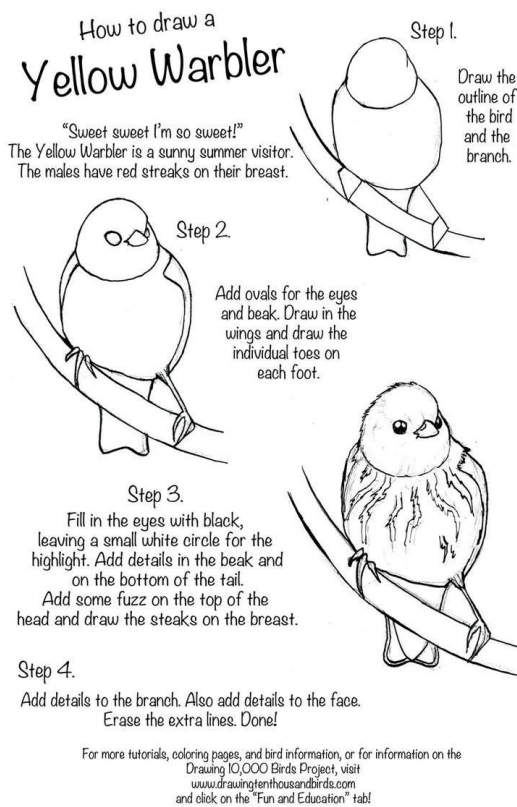 How to draw a
Yellow Warbler
"Sweet sweet I'm so sweet!"
The Yellow Warbler is a sunny summer visitor.
The males have red streaks on their breast.
Step 1.
Draw the
outline of
the bird
and the
branch.
Step 2.
Add ovals for the eyes
and beak. Draw in the
wings and draw the
individual toes on
each foot.
Step 3.
Fill in the eyes with black,
leaving a small white circle for the
highlight. Add details in the beak and
on the bottom of the tail.
Add some fuzz on the top of the
head and draw the steaks on the breast.
Step 4.
Add details to the branch. Also add details to the face.
Erase the extra lines. Done!
For more tutorials, coloring pages, and bird information, or for information on the
Drawing 10,000 Birds Project, visit
www.drawingtenthousandbirds.com
and click on the "Fun and Education" tab!